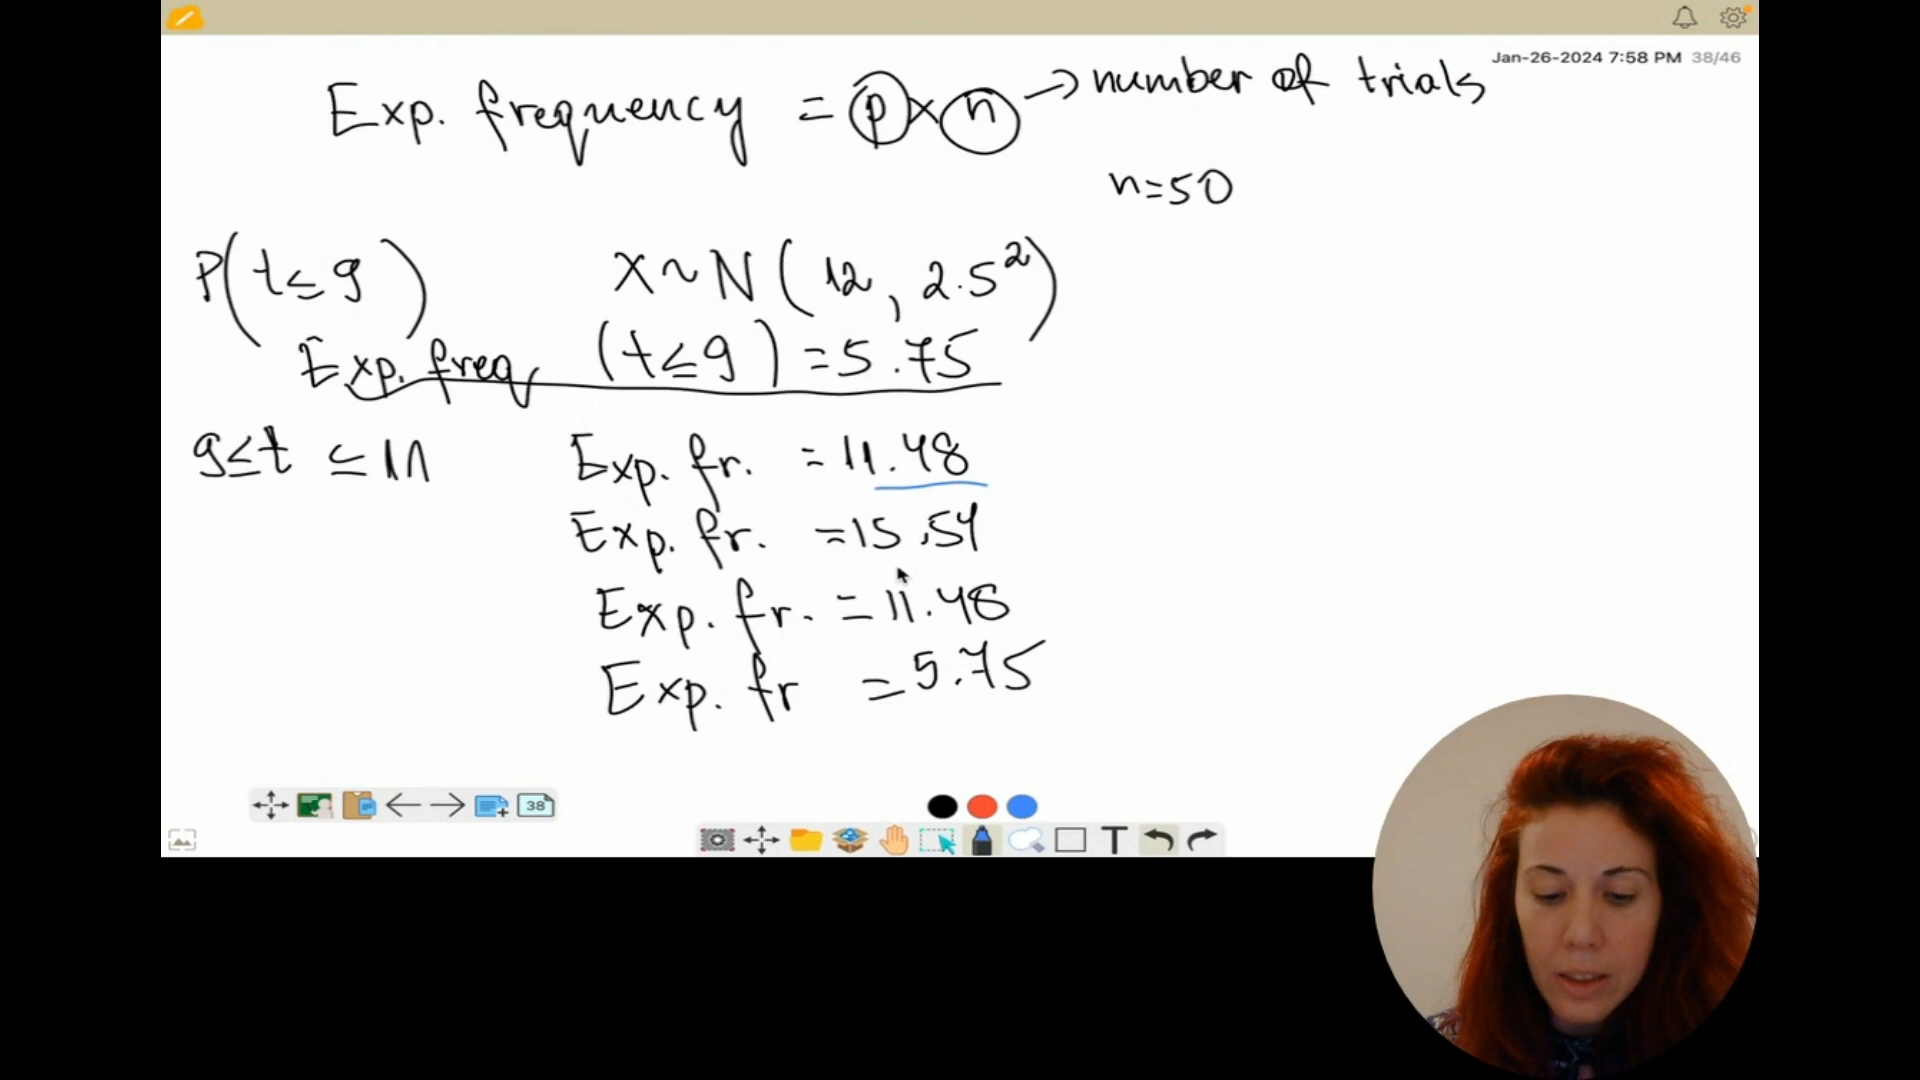 Jan-26-2024 7:58 PM 38/46
Exp. frequency = p x n → number of trials
n=50
P(t≤9) X~N(12, 2.5²)
Exp. freq (t≤9) = 5.75
9≤t≤11 Exp. fr. = 11.48
Exp. fr. = 15.54
Exp. fr. = 11.48
Exp. fr = 5.75
38
T